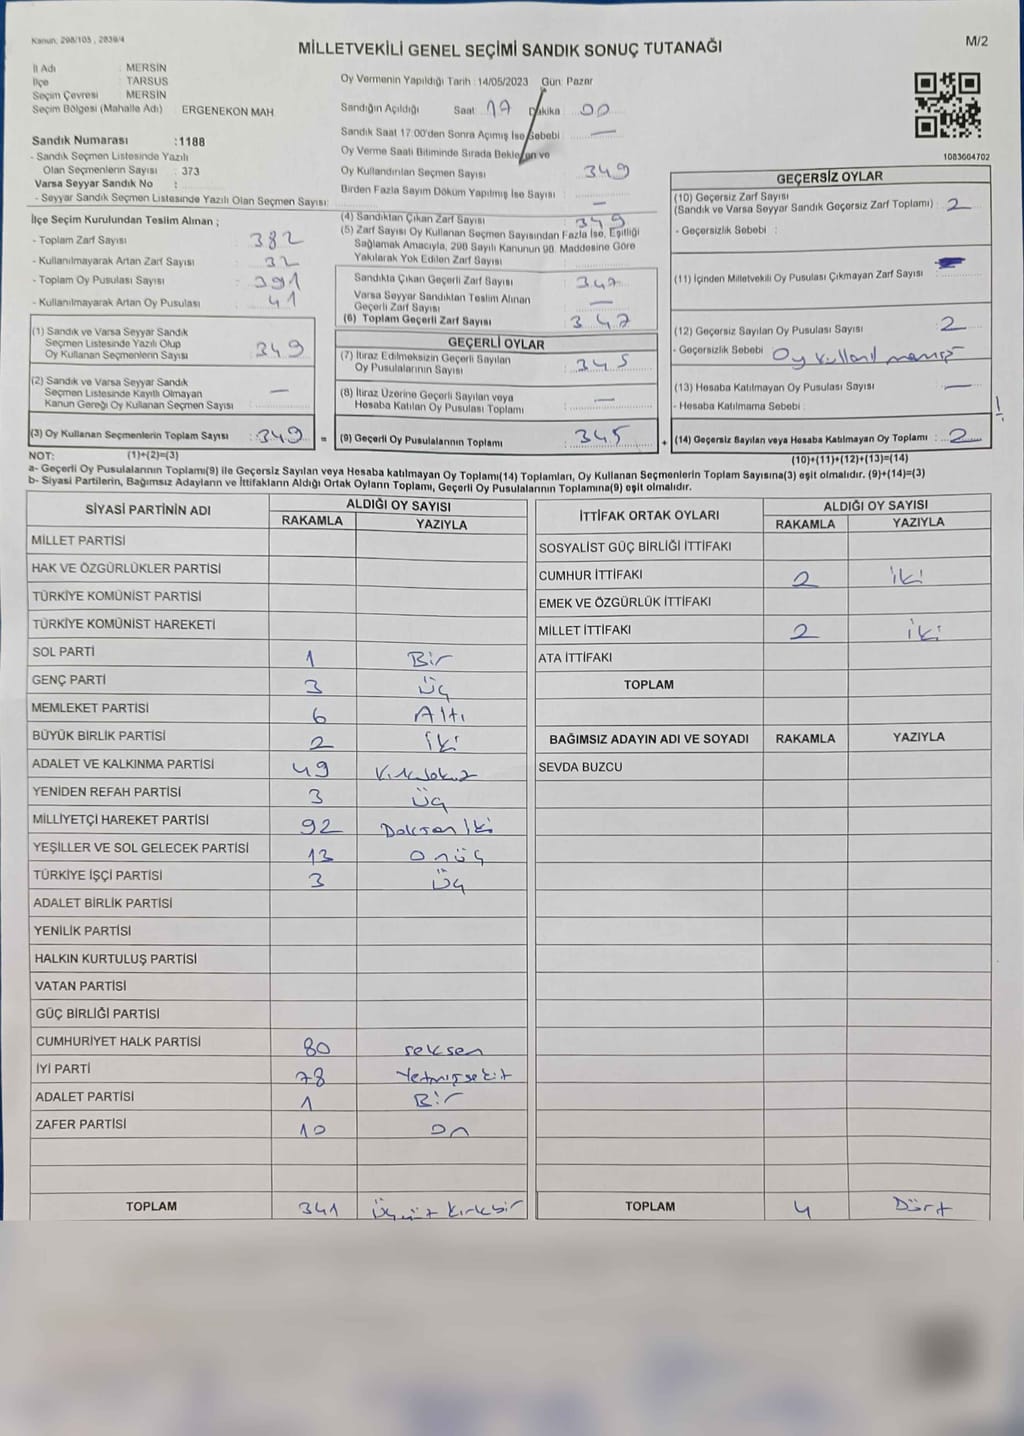 Kanun: 298/105 , 2839/4
MİLLETVEKİLİ GENEL SEÇİMİ SANDIK SONUÇ TUTANAĞI
M/2
İl Adı : MERSİN
İlçe : TARSUS
Seçim Çevresi : MERSİN
Seçim Bölgesi (Mahalle Adı) : ERGENEKON MAH
Sandık Numarası :1188
- Sandık Seçmen Listesinde Yazılı
Olan Seçmenlerin Sayısı : 373
Varsa Seyyar Sandık No :
- Seyyar Sandık Seçmen Listesinde Yazılı Olan Seçmen Sayısı:
Oy Vermenin Yapıldığı Tarih :14/05/2023 Gün: Pazar
Sandığın Açıldığı Saat: 17 Dakika : 00
Sandık Saat 17.00'den Sonra Açımış İse Sebebi : —
Oy Verme Saati Bitiminde Sırada Beklenen ve
Oy Kullandırılan Seçmen Sayısı : 349
Birden Fazla Sayım Döküm Yapılmış İse Sayısı :
1083604702
İlçe Seçim Kurulundan Teslim Alınan ;
- Toplam Zarf Sayısı : 382
- Kullanılmayarak Artan Zarf Sayısı : 32
- Toplam Oy Pusulası Sayısı : 391
- Kullanılmayarak Artan Oy Pusulası : 41
(1) Sandık ve Varsa Seyyar Sandık
Seçmen Listesinde Yazılı Olup
Oy Kullanan Seçmenlerin Sayısı : 349
(2) Sandık ve Varsa Seyyar Sandık
Seçmen Listesinde Kayıtlı Olmayan
Kanun Gereği Oy Kullanan Seçmen Sayısı : —
(3) Oy Kullanan Seçmenlerin Toplam Sayısı : 349 =
(4) Sandıktan Çıkan Zarf Sayısı : 349
(5) Zarf Sayısı Oy Kullanan Seçmen Sayısından Fazla İse, Eşitliği
Sağlamak Amacıyla, 298 Sayılı Kanunun 98. Maddesine Göre
Yakılarak Yok Edilen Zarf Sayısı : —
Sandıkta Çıkan Geçerli Zarf Sayısı : 347
Varsa Seyyar Sandıktan Teslim Alınan
Geçerli Zarf Sayısı : —
(6) Toplam Geçerli Zarf Sayısı : 347
GEÇERLİ OYLAR
(7) İtiraz Edilmeksizin Geçerli Sayılan
Oy Pusulalarının Sayısı : 345
(8) İtiraz Üzerine Geçerli Sayılan veya
Hesaba Katılan Oy Pusulası Toplamı : —
(9) Geçerli Oy Pusulalarının Toplamı : 345 +
GEÇERSİZ OYLAR
(10) Geçersiz Zarf Sayısı
(Sandık ve Varsa Seyyar Sandık Geçersiz Zarf Toplamı) : 2
- Geçersizlik Sebebi :
(11) İçinden Milletvekili Oy Pusulası Çıkmayan Zarf Sayısı :
(12) Geçersiz Sayılan Oy Pusulası Sayısı : 2
- Geçersizlik Sebebi : Oy kullanılmamış
(13) Hesaba Katılmayan Oy Pusulası Sayısı : —
- Hesaba Katılmama Sebebi :
(14) Geçersiz Sayılan veya Hesaba Katılmayan Oy Toplamı : 2
NOT: (1)+(2)=(3)
(10)+(11)+(12)+(13)=(14)
a- Geçerli Oy Pusulalarının Toplamı(9) ile Geçersiz Sayılan veya Hesaba katılmayan Oy Toplamı(14) Toplamları, Oy Kullanan Seçmenlerin Toplam Sayısına(3) eşit olmalıdır. (9)+(14)=(3)
b- Siyasi Partilerin, Bağımsız Adayların ve İttifakların Aldığı Ortak Oyların Toplamı, Geçerli Oy Pusulalarının Toplamına(9) eşit olmalıdır.
SİYASİ PARTİNİN ADI ALDIĞI OY SAYISI
RAKAMLA YAZIYLA
MİLLET PARTİSİ
HAK VE ÖZGÜRLÜKLER PARTİSİ
TÜRKİYE KOMÜNİST PARTİSİ
TÜRKİYE KOMÜNİST HAREKETİ
SOL PARTİ 1 Bir
GENÇ PARTİ 3 Üç
MEMLEKET PARTİSİ 6 Altı
BÜYÜK BİRLİK PARTİSİ 2 İki
ADALET VE KALKINMA PARTİSİ 49 Kırkdokuz
YENİDEN REFAH PARTİSİ 3 Üç
MİLLİYETÇİ HAREKET PARTİSİ 92 Doksan İki
YEŞİLLER VE SOL GELECEK PARTİSİ 13 onüç
TÜRKİYE İŞÇİ PARTİSİ 3 Üç
ADALET BİRLİK PARTİSİ
YENİLİK PARTİSİ
HALKIN KURTULUŞ PARTİSİ
VATAN PARTİSİ
GÜÇ BİRLİĞİ PARTİSİ
CUMHURİYET HALK PARTİSİ 80 seksen
İYİ PARTİ 78 Yetmişsekiz
ADALET PARTİSİ 1 Bir
ZAFER PARTİSİ 10 On
TOPLAM 341 Üçyüz kırkbir
İTTİFAK ORTAK OYLARI ALDIĞI OY SAYISI
RAKAMLA YAZIYLA
SOSYALİST GÜÇ BİRLİĞİ İTTİFAKI
CUMHUR İTTİFAKI 2 iki
EMEK VE ÖZGÜRLÜK İTTİFAKI
MİLLET İTTİFAKI 2 iki
ATA İTTİFAKI
TOPLAM
BAĞIMSIZ ADAYIN ADI VE SOYADI RAKAMLA YAZIYLA
SEVDA BUZCU
TOPLAM 4 Dört